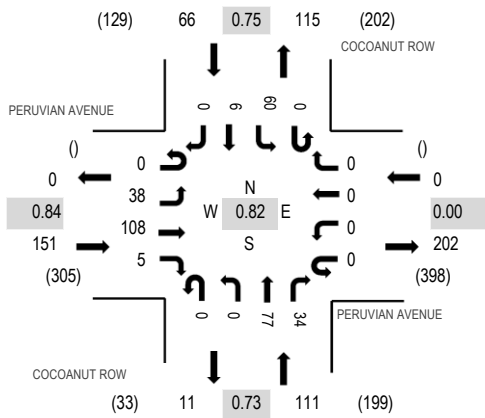 (129) 66 0.75 115 (202)
COCOANUT ROW
PERUVIAN AVENUE
0 6 60 0
() ()
0 0 0 0
38 N 0
0.84 W 0.82 E 0.00
108 S 0
151 202
5 0
(305) (398)
0 0 77 34
PERUVIAN AVENUE
COCOANUT ROW
(33) 11 0.73 111 (199)